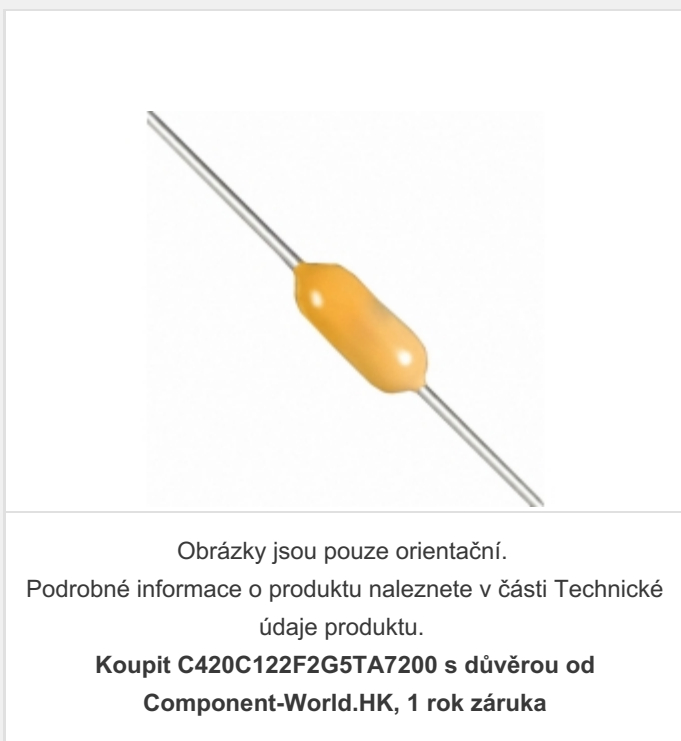 Obrázky jsou pouze orientační.
Podrobné informace o produktu naleznete v části Technické
údaje produktu.
Koupit C420C122F2G5TA7200 s důvěrou od
Component-World.HK, 1 rok záruka